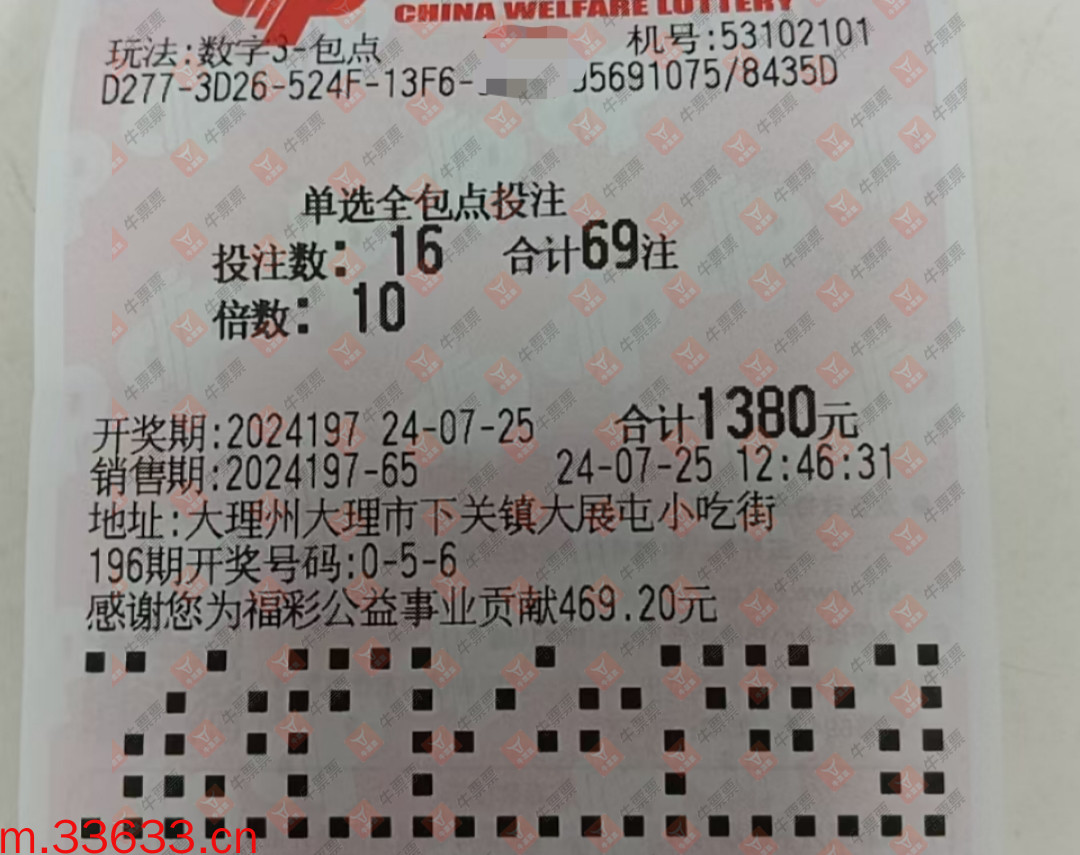 CHINA WELFARE LOTTERY
玩法:数字3-包点 机号:53102101
D277-3D26-524F-13F6- 5691075/8435D
单选全包点投注
投注数: 16 合计69注
倍数: 10
开奖期:2024197 24-07-25 合计1380元
销售期:2024197-65 24-07-25 12:46:31
地址:大理州大理市下关镇大展屯小吃街
196期开奖号码:0-5-6
感谢您为福彩公益事业贡献469.20元
m.33633.cn
牛票票